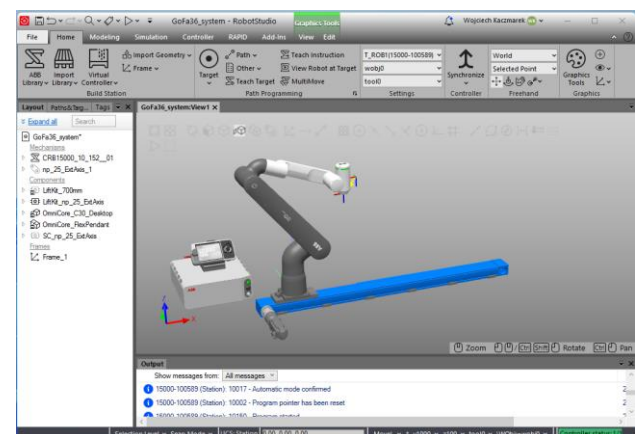 GoFa36_system - RobotStudio
Graphics Tools
Wojciech Kaczmarek
File Home Modeling Simulation Controller RAPID Add-Ins View Edit
ABB Library
Import Library
Virtual Controller
Import Geometry
Frame
Build Station
Target
Path
Other
Teach Target
Teach Instruction
View Robot at Target
MultiMove
Path Programming
T_ROB1(15000-100589)
wobj0
tool0
Settings
Synchronize
Controller
World
Selected Point
Freehand
Graphics Tools
Graphics
Layout Paths&Targ... Tags
GoFa36_system:View1
Expand all Search
GoFa36_system*
Mechanisms
CRB15000_10_152__01
np_25_ExtAxis_1
Components
LiftKit_700mm
LiftKit_np_25_ExtAxis
OmniCore_C30_Desktop
OmniCore_FlexPendant
SC_np_25_ExtAxis
Frames
Frame_1
ABB
Z
X
Zoom Ctrl Shift Rotate Ctrl Pan
Output
Show messages from: All messages
15000-100589 (Station): 10017 - Automatic mode confirmed
15000-100589 (Station): 10002 - Program pointer has been reset